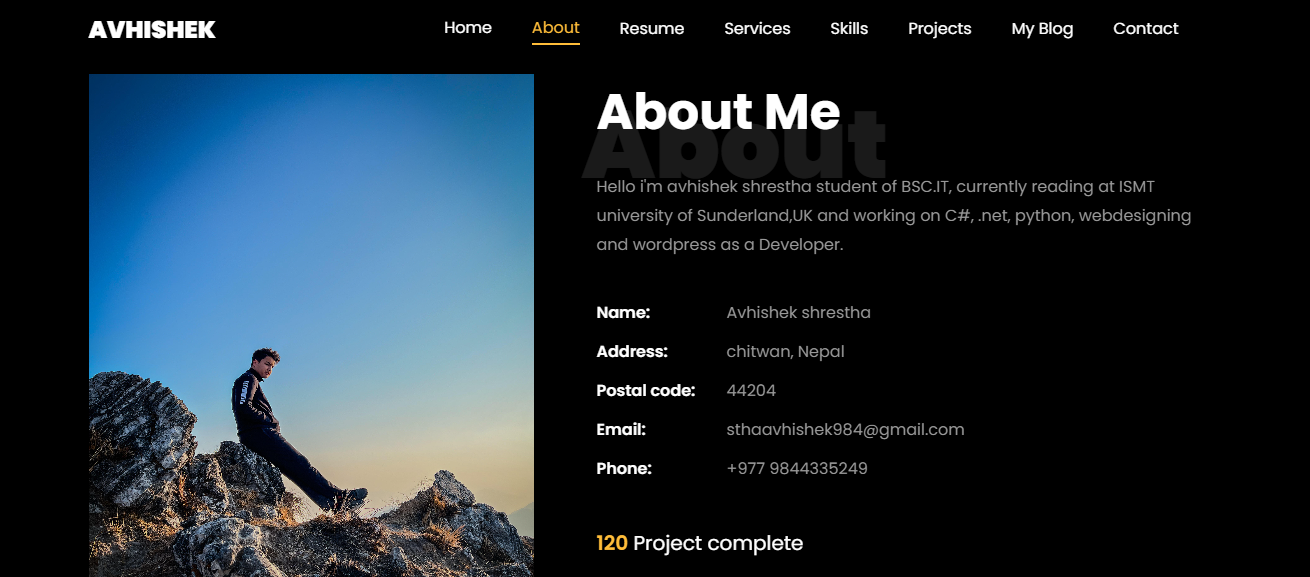 AVHISHEK
Home About Resume Services Skills Projects My Blog Contact
About Me
About
Hello i'm avhishek shrestha student of BSC.IT, currently reading at ISMT
university of Sunderland,UK and working on C#, .net, python, webdesigning
and wordpress as a Developer.
Name: Avhishek shrestha
Address: chitwan, Nepal
Postal code: 44204
Email: sthaavhishek984@gmail.com
Phone: +977 9844335249
120 Project complete